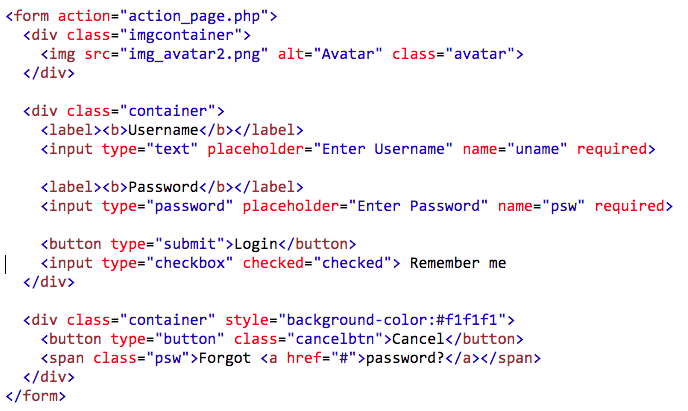 <form action="action_page.php">
  <div class="imgcontainer">
    <img src="img_avatar2.png" alt="Avatar" class="avatar">
  </div>

  <div class="container">
    <label><b>Username</b></label>
    <input type="text" placeholder="Enter Username" name="uname" required>

    <label><b>Password</b></label>
    <input type="password" placeholder="Enter Password" name="psw" required>

    <button type="submit">Login</button>
    <input type="checkbox" checked="checked"> Remember me
  </div>

  <div class="container" style="background-color:#f1f1f1">
    <button type="button" class="cancelbtn">Cancel</button>
    <span class="psw">Forgot <a href="#">password?</a></span>
  </div>
</form>